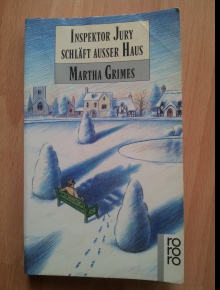 INSPEKTOR JURY
SCHLÄFT AUSSER HAUS
MARTHA GRIMES
ro
ro
ro